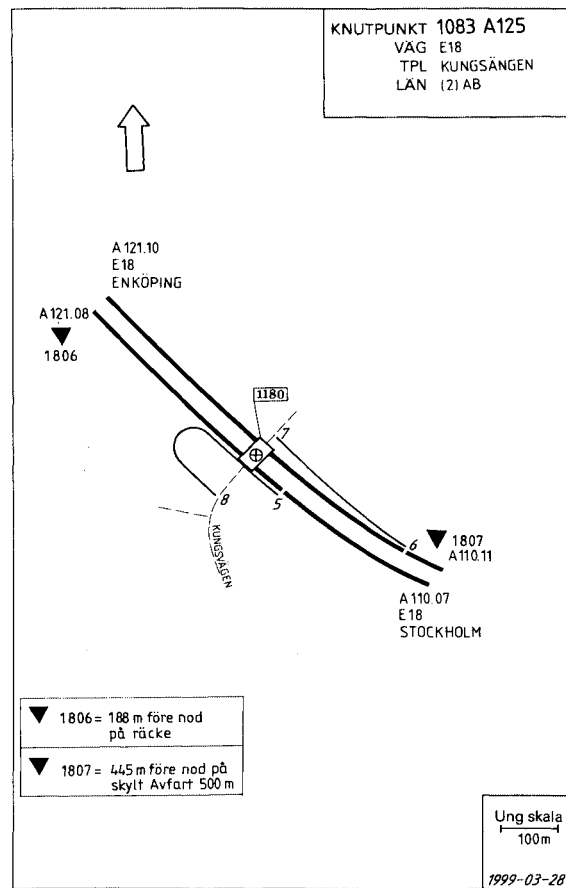 KNUTPUNKT 1083 A125
VÄG E18
TPL KUNGSÄNGEN
LÄN (2) AB
A 121.10
E18
ENKÖPING
A 121.08
1806
1180
7
8
5
KUNGSVÄGEN
6
1807
A 110.11
A 110.07
E18
STOCKHOLM
1806 = 188 m före nod
på räcke
1807 = 445 m före nod på
skylt Avfart 500 m
Ung skala
100m
1999-03-28